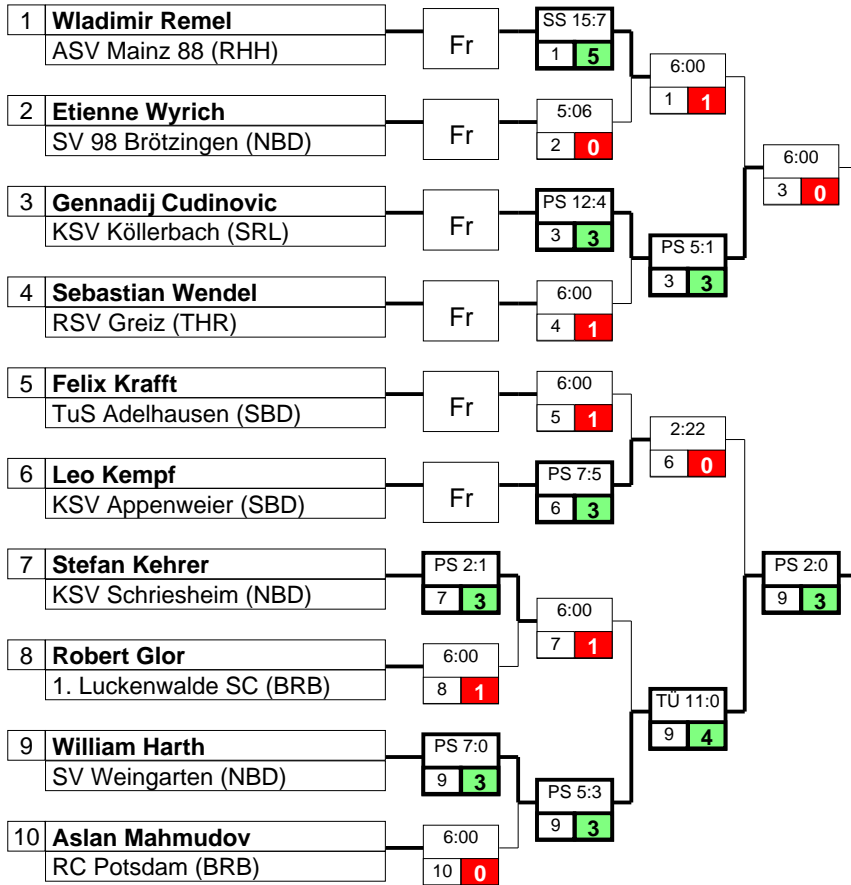 1 Wladimir Remel
ASV Mainz 88 (RHH)
Fr
SS 15:7
1 5
6:00
1 1
2 Etienne Wyrich
SV 98 Brötzingen (NBD)
Fr
5:06
2 0
6:00
3 0
3 Gennadij Cudinovic
KSV Köllerbach (SRL)
Fr
PS 12:4
3 3
PS 5:1
3 3
4 Sebastian Wendel
RSV Greiz (THR)
Fr
6:00
4 1
5 Felix Krafft
TuS Adelhausen (SBD)
Fr
6:00
5 1
2:22
6 0
6 Leo Kempf
KSV Appenweier (SBD)
Fr
PS 7:5
6 3
7 Stefan Kehrer
KSV Schriesheim (NBD)
PS 2:1
7 3
6:00
7 1
PS 2:0
9 3
8 Robert Glor
1. Luckenwalde SC (BRB)
6:00
8 1
TÜ 11:0
9 4
9 William Harth
SV Weingarten (NBD)
PS 7:0
9 3
PS 5:3
9 3
10 Aslan Mahmudov
RC Potsdam (BRB)
6:00
10 0